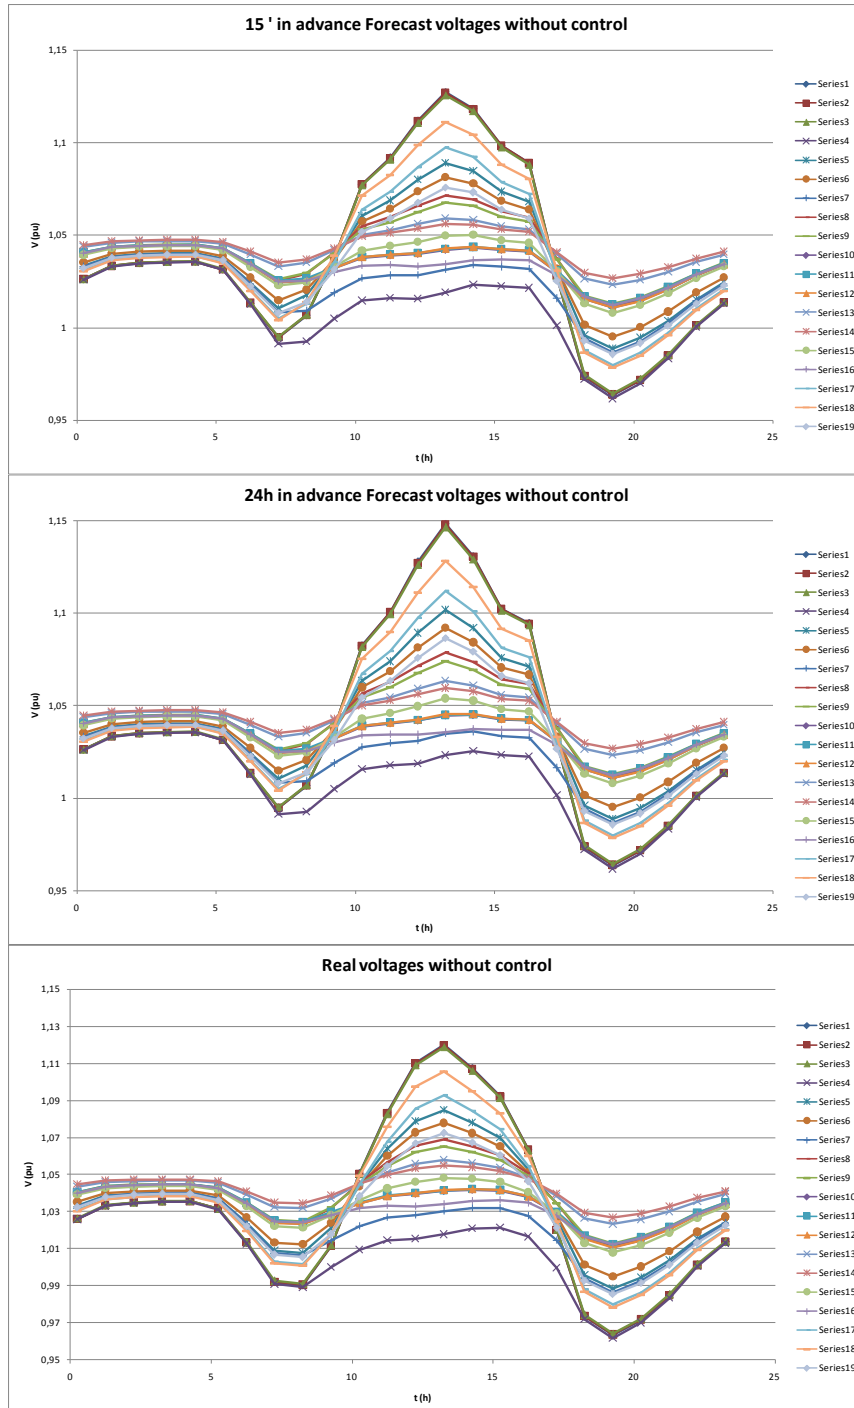 15 ' in advance Forecast voltages without control
1,15
1,1
1,05
1
0,95
V (pu)
0
5
10
15
20
25
t (h)
Series1
Series2
Series3
Series4
Series5
Series6
Series7
Series8
Series9
Series10
Series11
Series12
Series13
Series14
Series15
Series16
Series17
Series18
Series19
24h in advance Forecast voltages without control
1,15
1,1
1,05
1
0,95
V (pu)
0
5
10
15
20
25
t (h)
Series1
Series2
Series3
Series4
Series5
Series6
Series7
Series8
Series9
Series10
Series11
Series12
Series13
Series14
Series15
Series16
Series17
Series18
Series19
Real voltages without control
1,15
1,13
1,11
1,09
1,07
1,05
1,03
1,01
0,99
0,97
0,95
V (pu)
0
5
10
15
20
25
t (h)
Series1
Series2
Series3
Series4
Series5
Series6
Series7
Series8
Series9
Series10
Series11
Series12
Series13
Series14
Series15
Series16
Series17
Series18
Series19